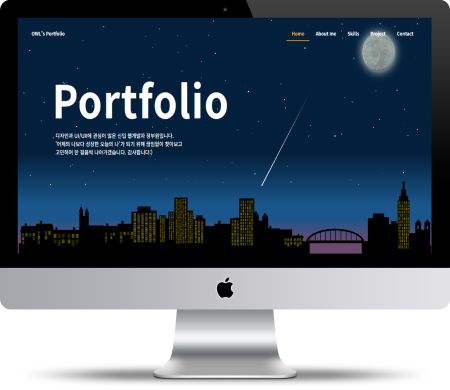 OWL's Portfolio
Home
About me
Skills
Project
Contact
Portfolio
디자인과 UI/UX에 관심이 많은 신입 웹개발자 정부원입니다.
'어제의 나보다 성장한 오늘의 나'가 되기 위해 끊임없이 찾아보고
고민하여 한 걸음씩 나아가겠습니다. 감사합니다:)